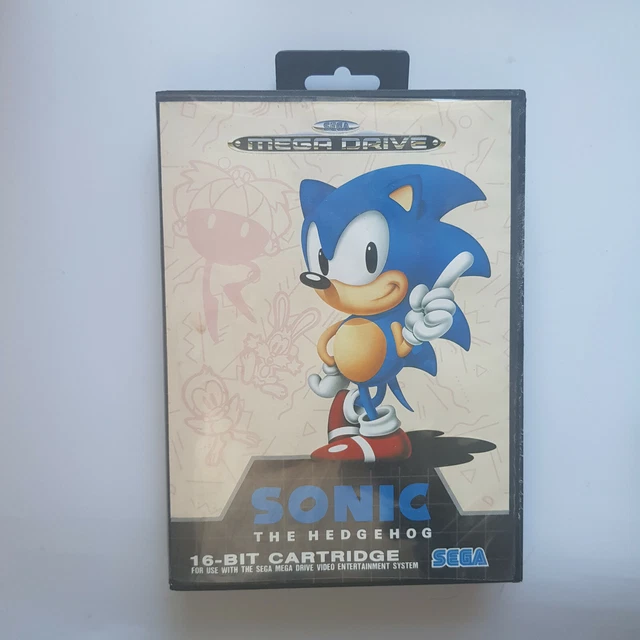 SEGA
MEGA DRIVE
SONIC
THE HEDGEHOG
16-BIT CARTRIDGE
FOR USE WITH THE SEGA MEGA DRIVE VIDEO ENTERTAINMENT SYSTEM
SEGA